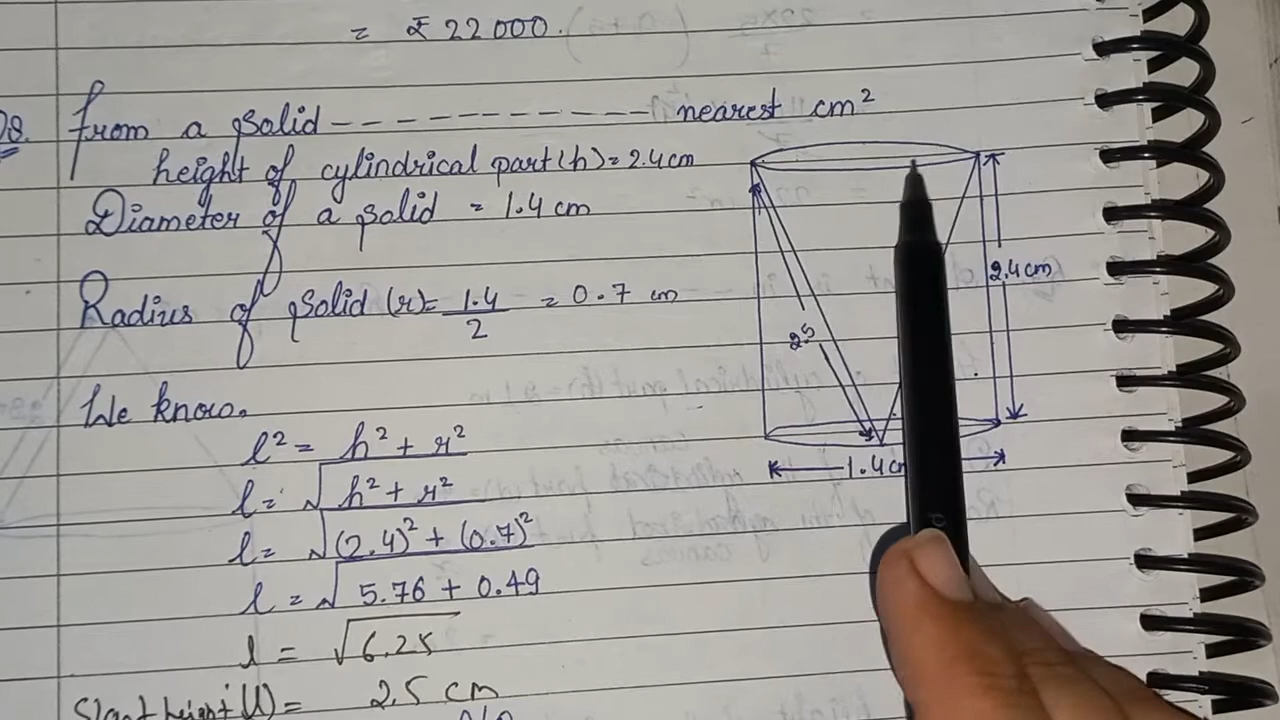 = ₹ 22000.
Q8. From a solid ----------- nearest cm²
height of cylindrical part (h) = 2.4 cm
Diameter of a solid = 1.4 cm
Radius of solid (r) = 1.4/2 = 0.7 cm
We know.
l² = h² + r²
l = √h² + r²
l = √(2.4)² + (0.7)²
l = √5.76 + 0.49
l = √6.25
Slant height (l) = 2.5 cm
2.4 cm
2.5
1.4 cm